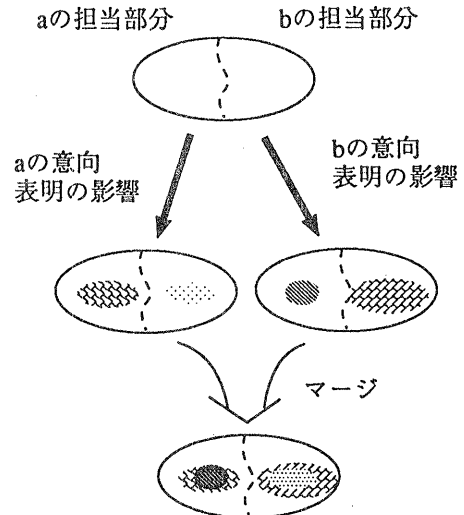 aの担当部分
bの担当部分
aの意向
表明の影響
bの意向
表明の影響
マージ